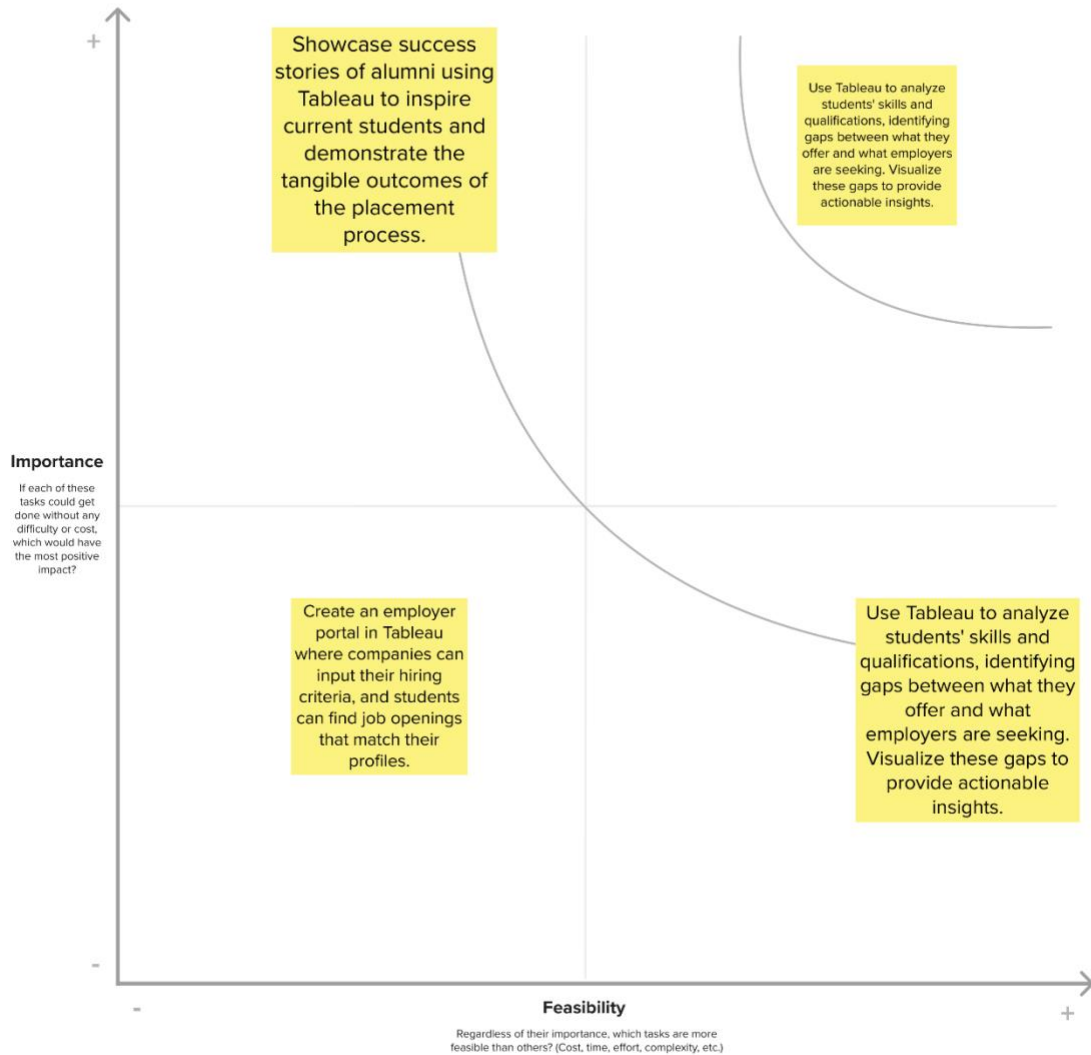 +
Showcase success
stories of alumni using
Tableau to inspire
current students and
demonstrate the
tangible outcomes of
the placement
process.
Use Tableau to analyze
students' skills and
qualifications, identifying
gaps between what they
offer and what employers
are seeking. Visualize
these gaps to provide
actionable insights.
Importance
If each of these
tasks could get
done without any
difficulty or cost,
which would have
the most positive
impact?
Create an employer
portal in Tableau
where companies can
input their hiring
criteria, and students
can find job openings
that match their
profiles.
Use Tableau to analyze
students' skills and
qualifications, identifying
gaps between what they
offer and what
employers are seeking.
Visualize these gaps to
provide actionable
insights.
-
-
Feasibility
+
Regardless of their importance, which tasks are more
feasible than others? (Cost, time, effort, complexity, etc.)